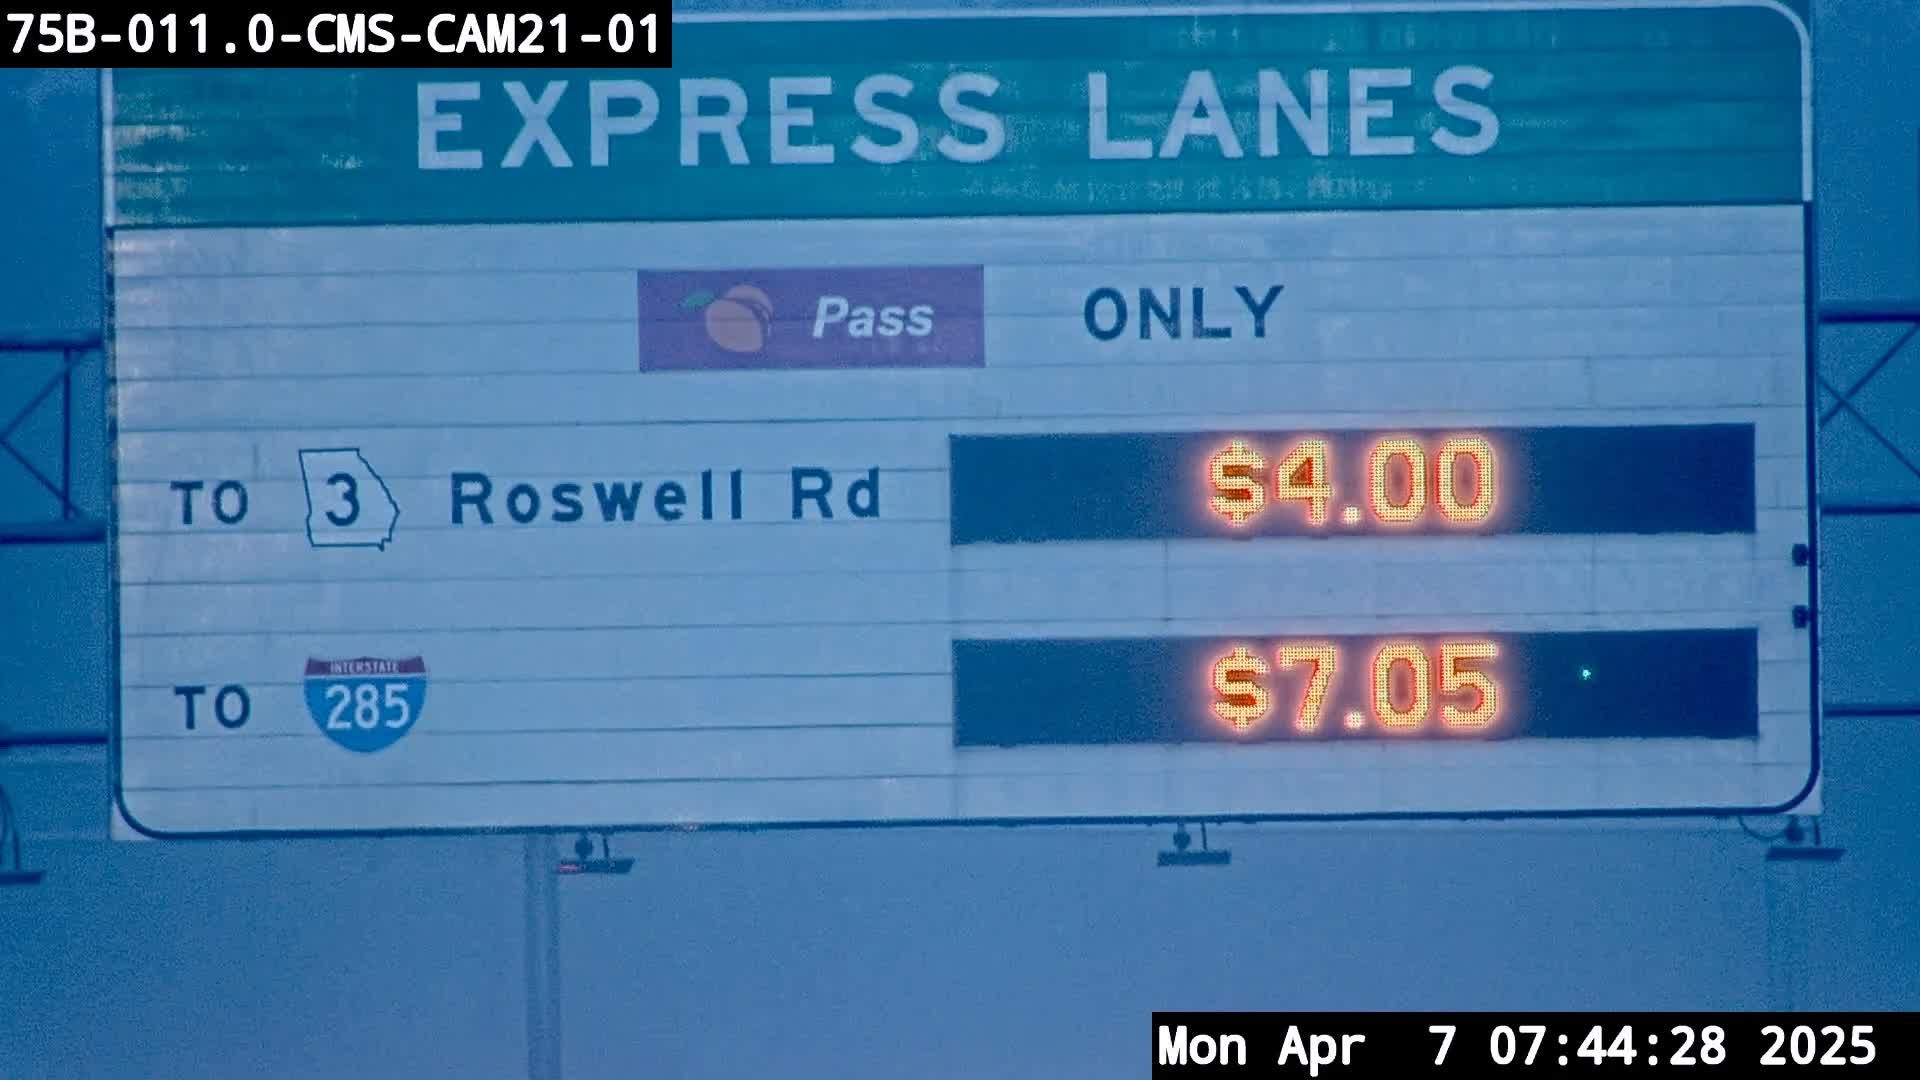 75B-011.0-CMS-CAM21-01
EXPRESS LANES
Pass ONLY
TO 3 Roswell Rd $4.00
INTERSTATE
TO 285 $7.05
Mon Apr 7 07:44:28 2025